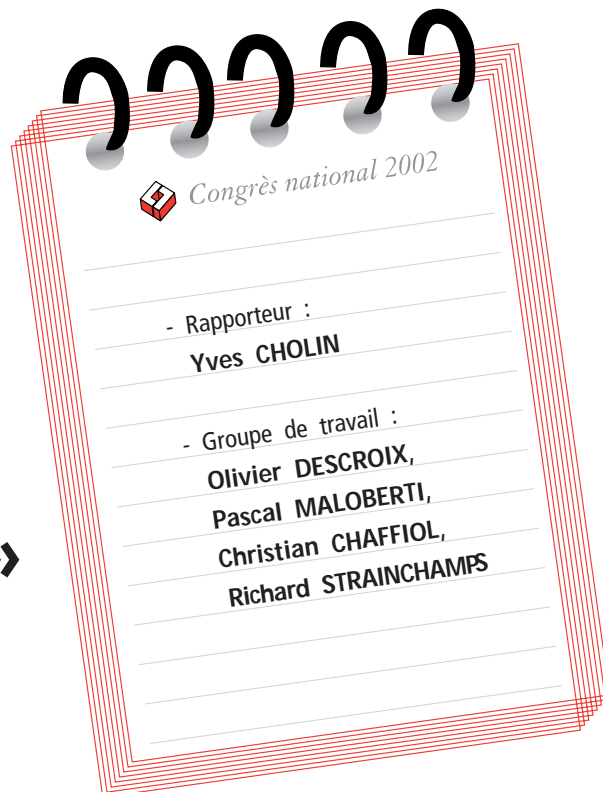 Congrès national 2002
- Rapporteur :
Yves CHOLIN
- Groupe de travail :
Olivier DESCROIX,
Pascal MALOBERTI,
Christian CHAFFIOL,
Richard STRAINCHAMPS